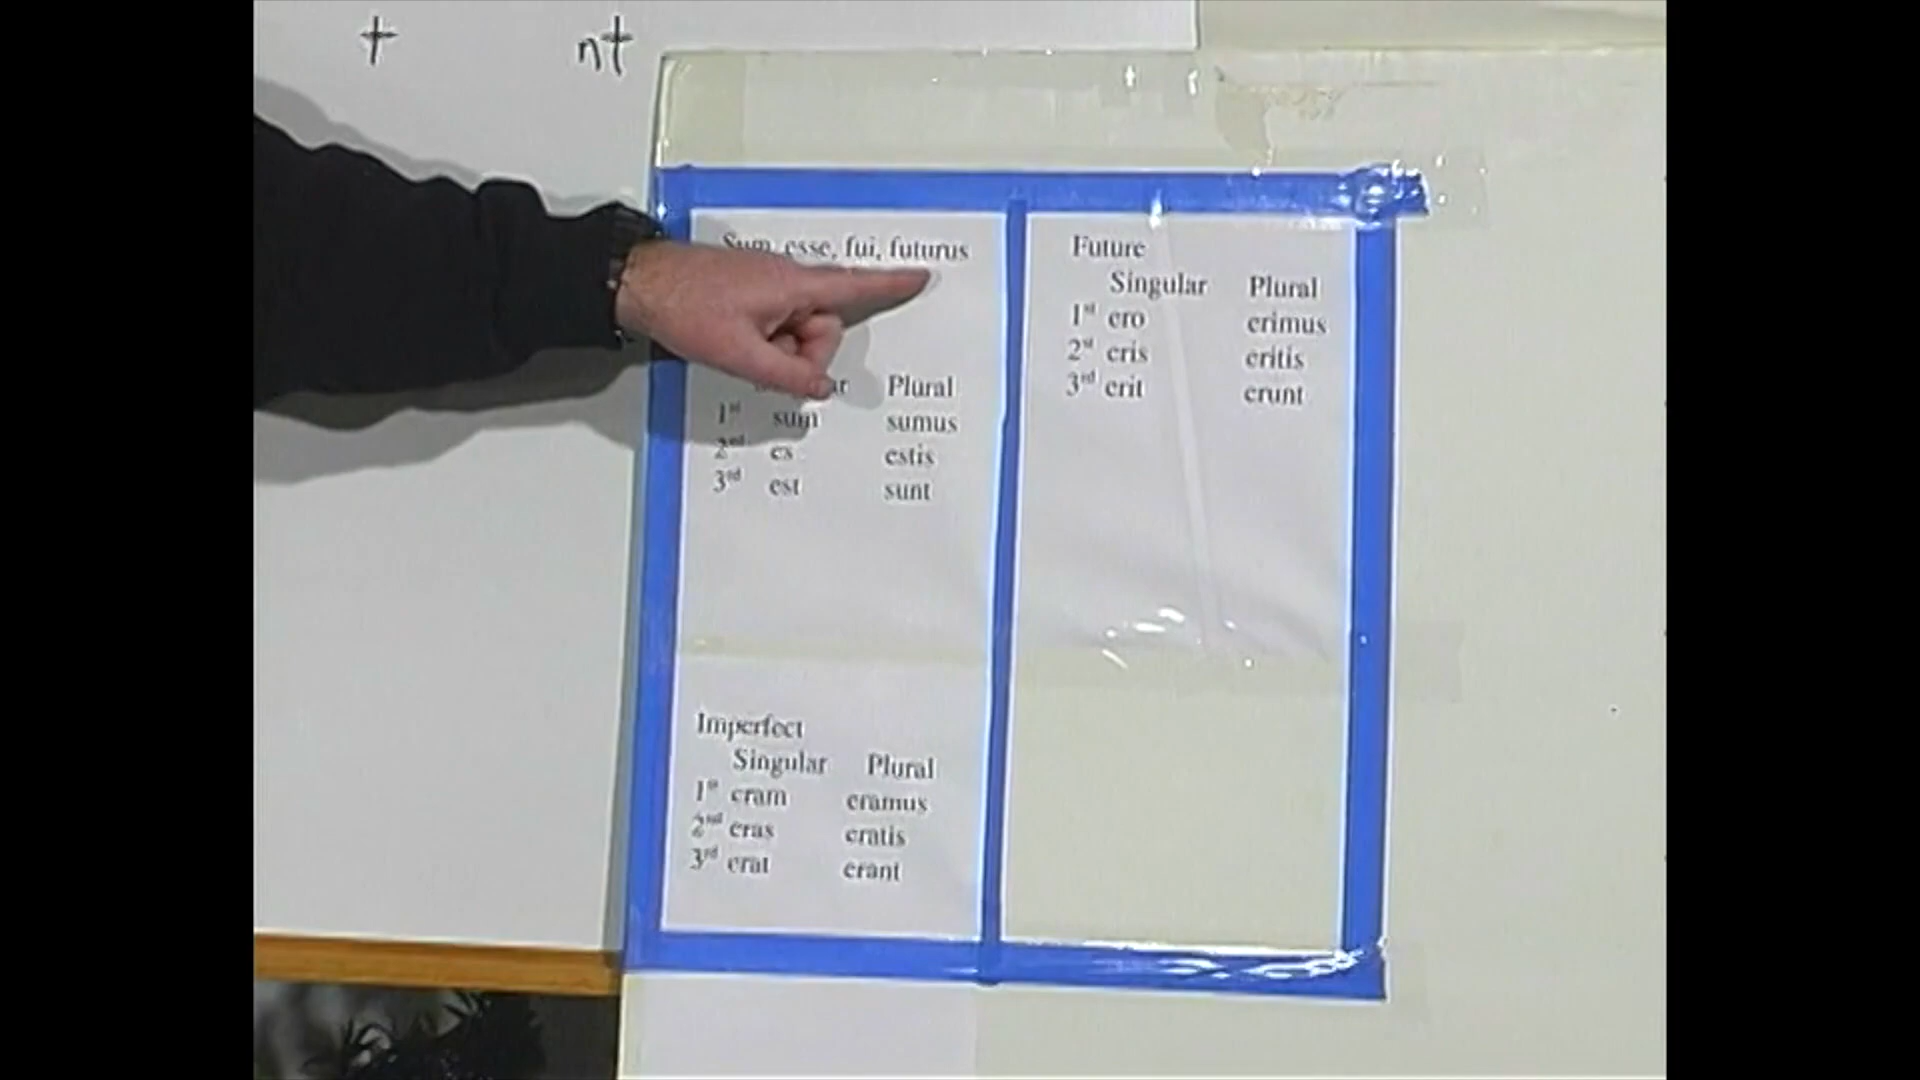 t nt
Sum, esse, fui, futurus
Plural
1st sum sumus
2nd es estis
3rd est sunt
Imperfect
Singular Plural
1st eram eramus
2nd eras eratis
3rd erat erant
Future
Singular Plural
1st ero erimus
2st eris eritis
3rd erit erunt